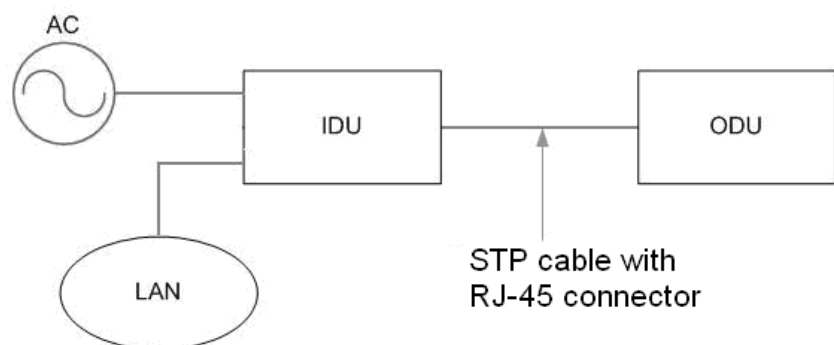 AC
IDU
ODU
LAN
STP cable with
RJ-45 connector